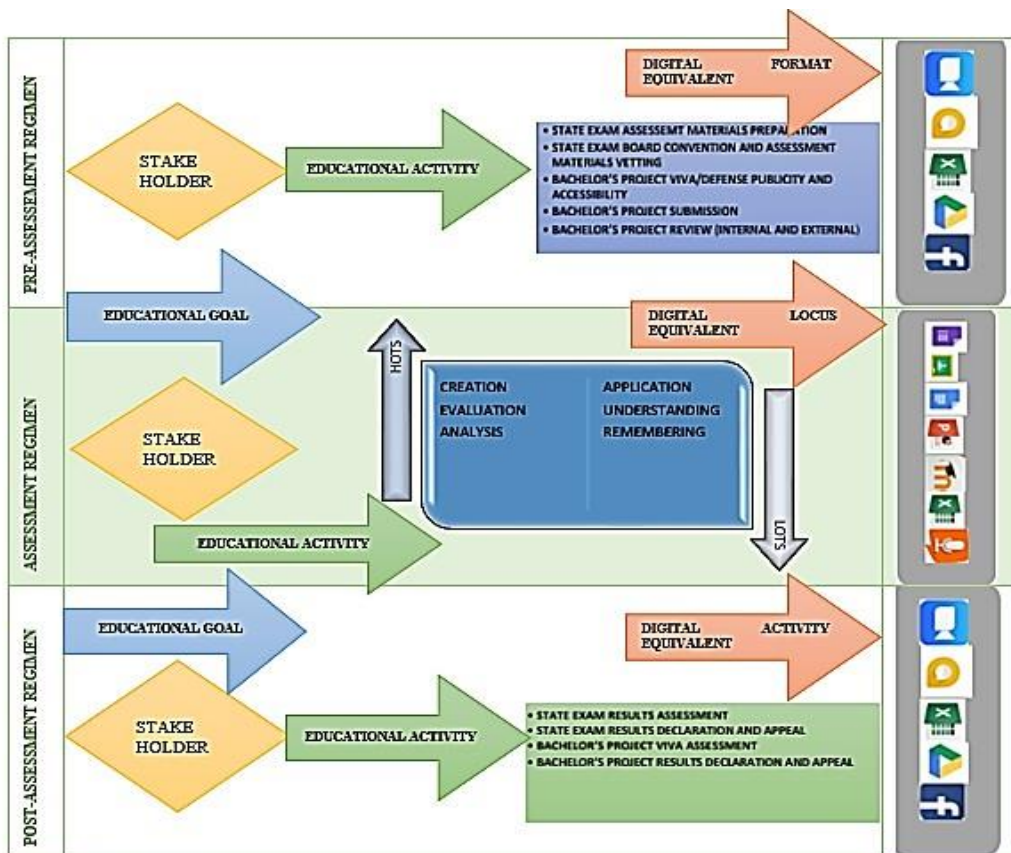 PRE-ASSESSMENT REGIMEN
DIGITAL FORMAT
EQUIVALENT
STAKE
HOLDER
EDUCATIONAL ACTIVITY
• STATE EXAM ASSESSEMT MATERIALS PREPARATION
• STATE EXAM BOARD CONVENTION AND ASSESSMENT
MATERIALS VETTING
• BACHELOR'S PROJECT VIVA/DEFENSE PUBLICITY AND
ACCESSIBILITY
• BACHELOR'S PROJECT SUBMISSION
• BACHELOR'S PROJECT REVIEW (INTERNAL AND EXTERNAL)
EDUCATIONAL GOAL
ASSESSMENT REGIMEN
DIGITAL LOCUS
EQUIVALENT
HOTS
CREATION APPLICATION
EVALUATION UNDERSTANDING
ANALYSIS REMEMBERING
LOTS
STAKE
HOLDER
EDUCATIONAL ACTIVITY
POST-ASSESSMENT REGIMEN
EDUCATIONAL GOAL
DIGITAL ACTIVITY
EQUIVALENT
STAKE
HOLDER
EDUCATIONAL ACTIVITY
• STATE EXAM RESULTS ASSESSMENT
• STATE EXAM RESULTS DECLARATION AND APPEAL
• BACHELOR'S PROJECT VIVA ASSESSMENT
• BACHELOR'S PROJECT RESULTS DECLARATION AND APPEAL